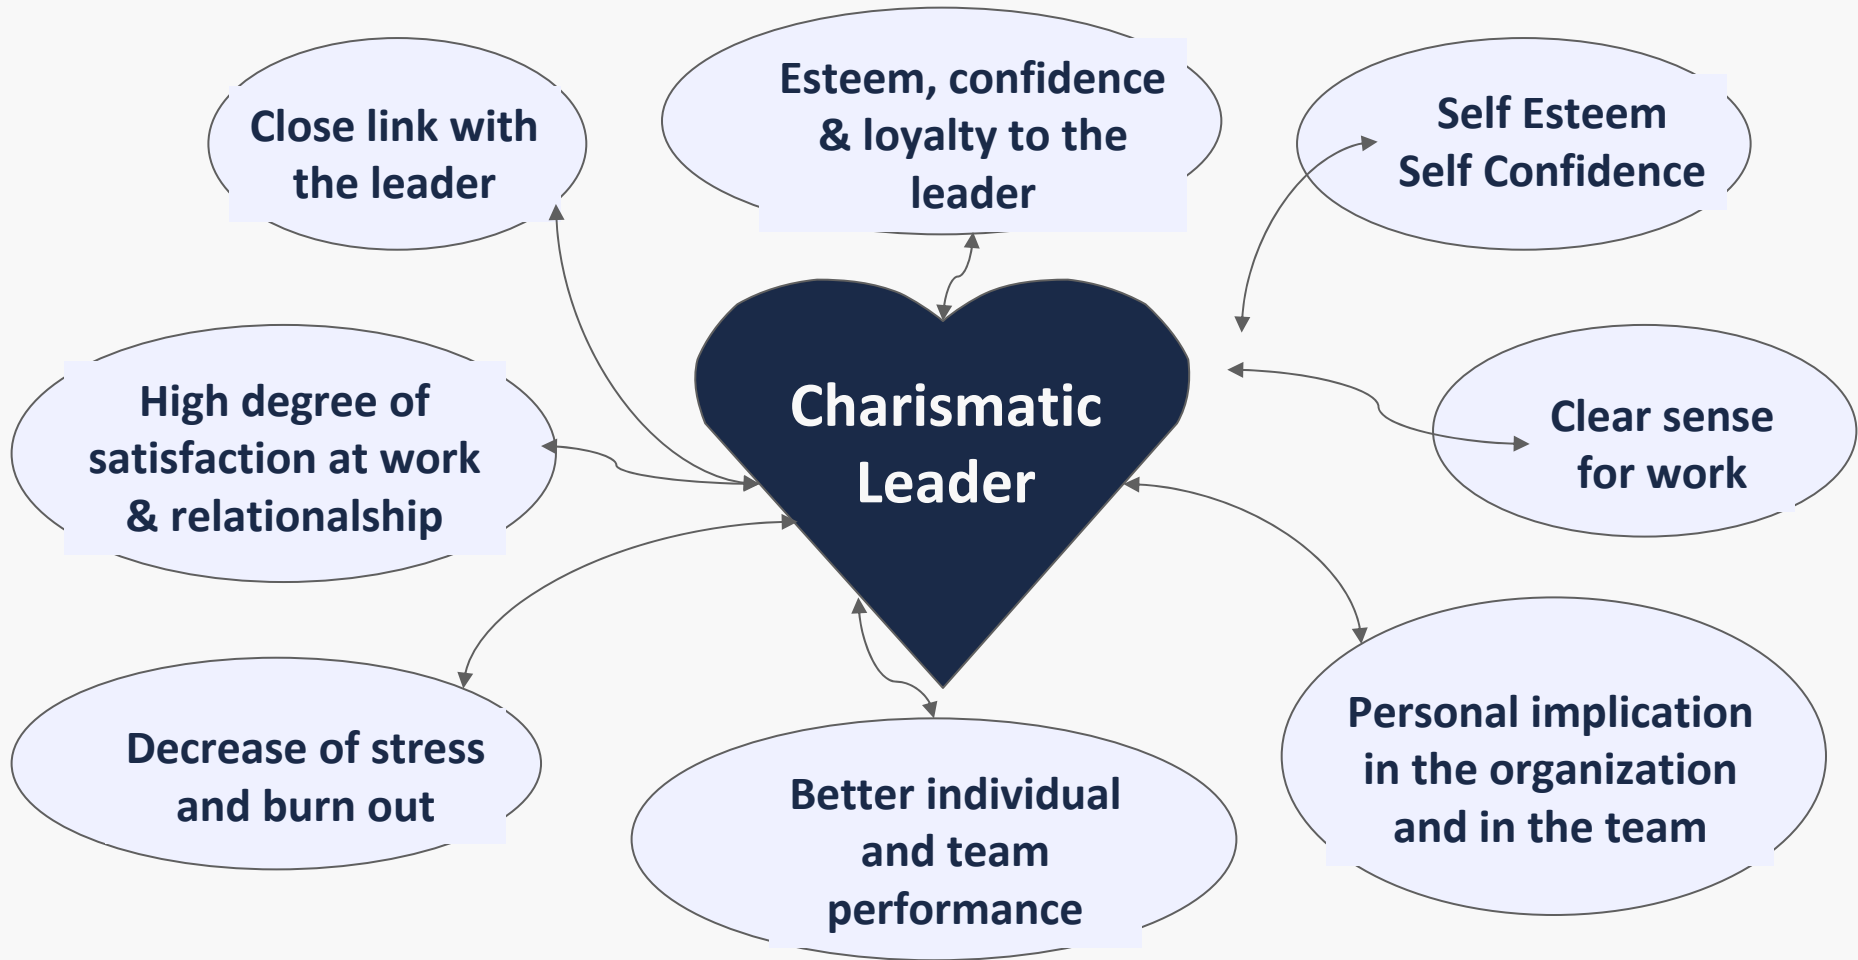 Close link with
the leader
Esteem, confidence
& loyalty to the
leader
Self Esteem
Self Confidence
High degree of
satisfaction at work
& relationalship
Charismatic
Leader
Clear sense
for work
Decrease of stress
and burn out
Better individual
and team
performance
Personal implication
in the organization
and in the team